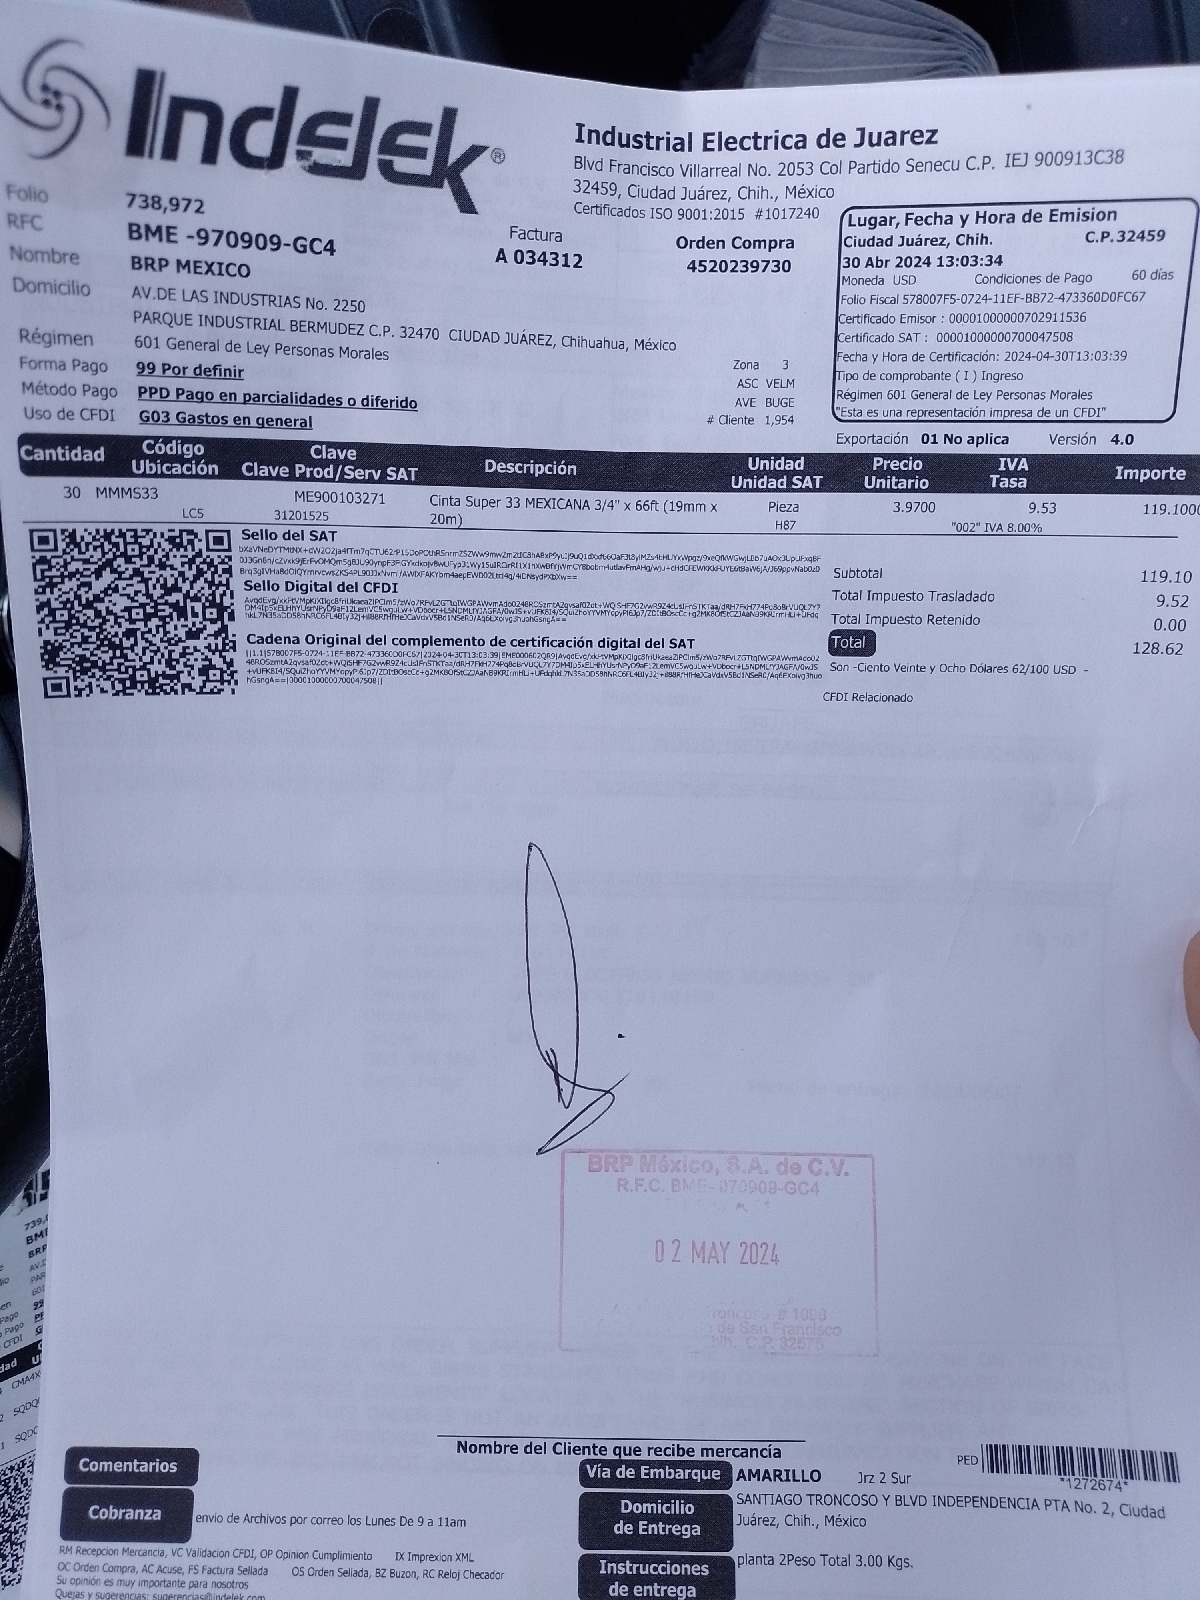 Indelek®
Industrial Electrica de Juarez
Blvd Francisco Villarreal No. 2053 Col Partido Senecu C.P. IEJ 900913C38
32459, Ciudad Juárez, Chih., México
Certificados ISO 9001:2015 #1017240
Folio 738,972
RFC BME -970909-GC4
Nombre BRP MEXICO
Domicilio AV.DE LAS INDUSTRIAS No. 2250
PARQUE INDUSTRIAL BERMUDEZ C.P. 32470 CIUDAD JUÁREZ, Chihuahua, México
Régimen 601 General de Ley Personas Morales
Forma Pago 99 Por definir
Método Pago PPD Pago en parcialidades o diferido
Uso de CFDI G03 Gastos en general
Factura
A 034312
Orden Compra
4520239730
Zona 3
ASC VELM
AVE BUGE
# Cliente 1,954
Lugar, Fecha y Hora de Emision
Ciudad Juárez, Chih. C.P.32459
30 Abr 2024 13:03:34
Moneda USD Condiciones de Pago 60 días
Folio Fiscal 578007F5-0724-11EF-BB72-473360D0FC67
Certificado Emisor : 00001000000702911536
Certificado SAT : 00001000000700047508
Fecha y Hora de Certificación: 2024-04-30T13:03:39
Tipo de comprobante ( I ) Ingreso
Régimen 601 General de Ley Personas Morales
"Esta es una representación impresa de un CFDI"
Exportación 01 No aplica Versión 4.0
Cantidad Código Ubicación Clave Clave Prod/Serv SAT Descripción Unidad Unidad SAT Precio Unitario IVA Tasa Importe
30 MMMS33 ME900103271 Cinta Super 33 MEXICANA 3/4" x 66ft (19mm x Pieza 3.9700 9.53 119.1000
LC5 31201525 20m) H87 "002" IVA 8.00%
Sello del SAT
Sello Digital del CFDI
Cadena Original del complemento de certificación digital del SAT
Subtotal 119.10
Total Impuesto Trasladado 9.52
Total Impuesto Retenido 0.00
Total 128.62
Son -Ciento Veinte y Ocho Dólares 62/100 USD -
CFDI Relacionado
BRP México, S.A. de C.V.
R.F.C. BME- 970909-GC4
02 MAY 2024
# 1098
de San Francisco
C.P. 32575
Nombre del Cliente que recibe mercancía
Comentarios
Cobranza envio de Archivos por correo los Lunes De 9 a 11am
RM Recepcion Mercancia, VC Validacion CFDI, OP Opinion Cumplimiento IX Imprexion XML
OC Orden Compra, AC Acuse, FS Factura Sellada OS Orden Sellada, BZ Buzon, RC Reloj Checador
Su opinión es muy importante para nosotros
Quejas y sugerencias: sugerencias@indelek.com
Vía de Embarque AMARILLO Jrz 2 Sur
PED *1272674*
Domicilio de Entrega SANTIAGO TRONCOSO Y BLVD INDEPENDENCIA PTA No. 2, Ciudad
Juárez, Chih., México
Instrucciones de entrega planta 2Peso Total 3.00 Kgs.